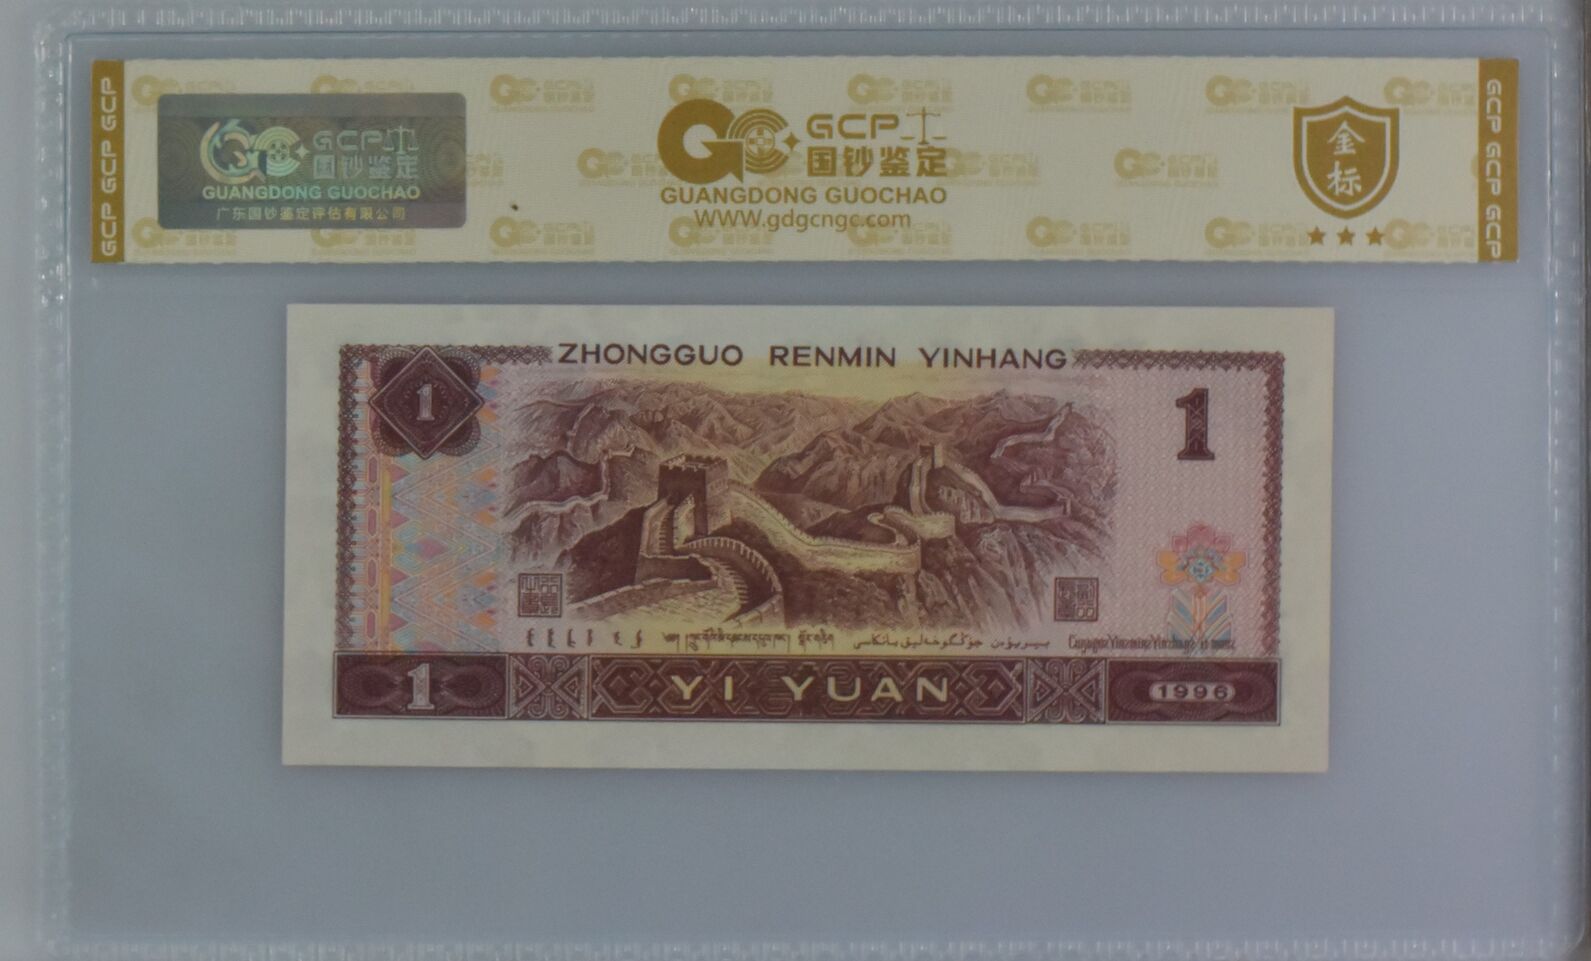 GCP GCP GCP
GCP
国钞鉴定
GUANGDONG GUOCHAO
广东国钞鉴定评估有限公司
GCP
国钞鉴定
GUANGDONG GUOCHAO
WWW.gdgcngc.com
金标
GCP GCP GCP
ZHONGGUO RENMIN YINHANG
1
1
1
YI YUAN
1996